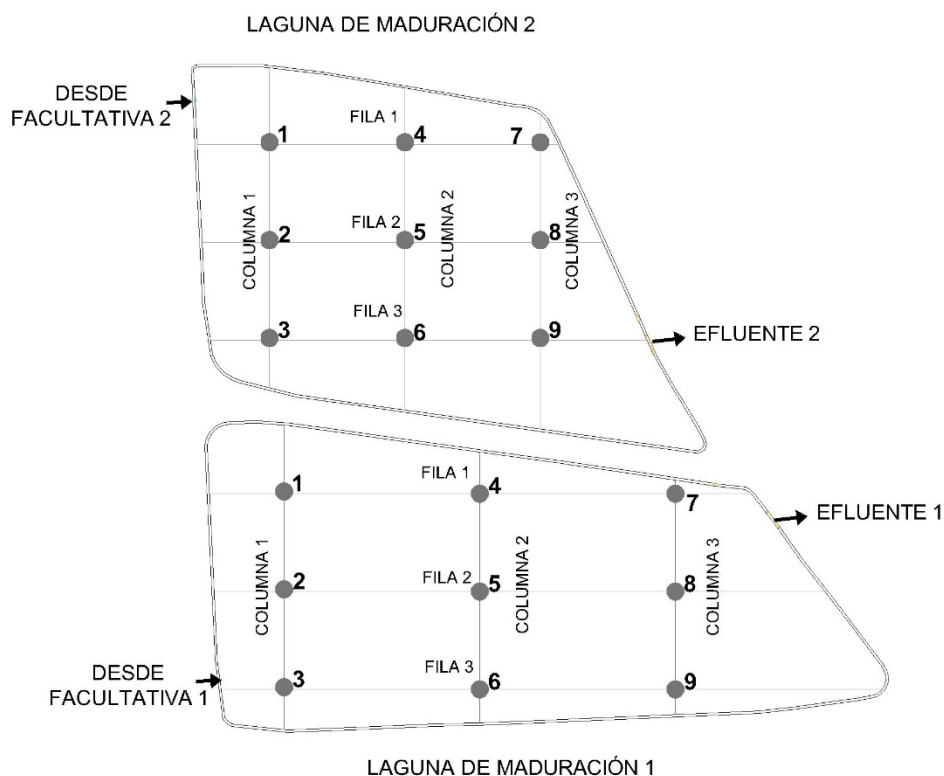 LAGUNA DE MADURACIÓN 2
DESDE
FACULTATIVA 2
FILA 1
1
4
7
COLUMNA 1
COLUMNA 2
COLUMNA 3
FILA 2
2
5
8
FILA 3
3
6
9
EFLUENTE 2
FILA 1
1
4
7
EFLUENTE 1
COLUMNA 1
COLUMNA 2
COLUMNA 3
FILA 2
2
5
8
DESDE
FACULTATIVA 1
FILA 3
3
6
9
LAGUNA DE MADURACIÓN 1